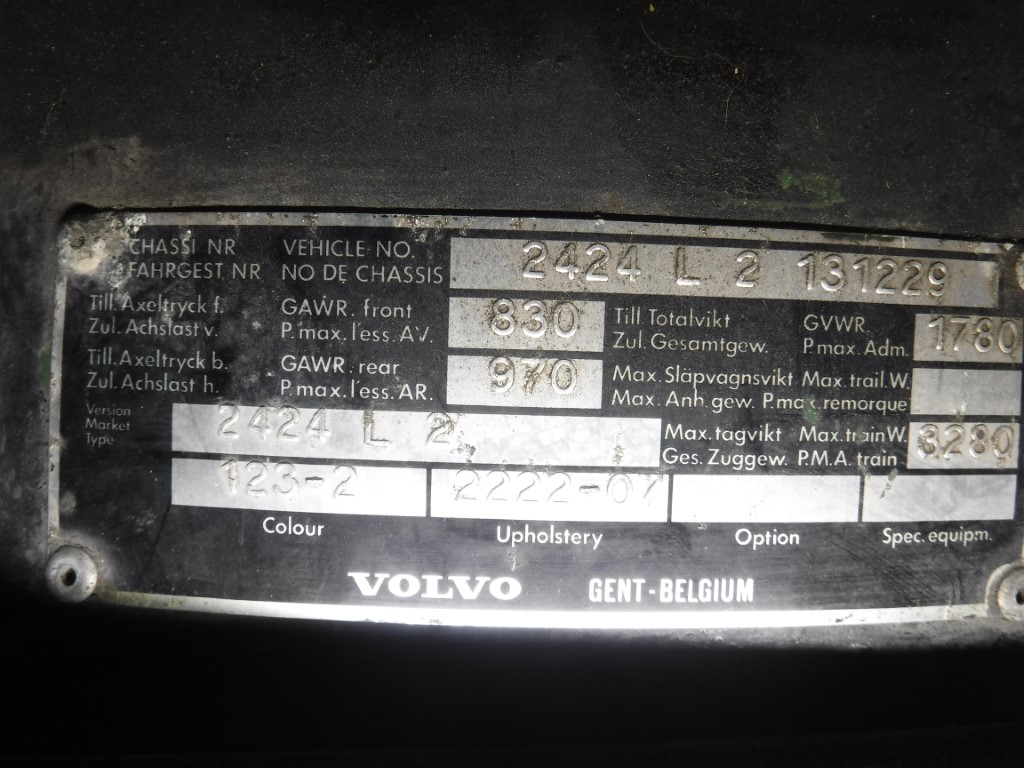 CHASSI NR VEHICLE NO. 2424 L 2 131229
FAHRGEST NR NO DE CHASSIS
Till. Axeltryck f. GAWR. front 830 Till Totalvikt GVWR. 1780
Zul. Achslast v. P.max. l'ess. AV. Zul. Gesamtgew. P.max. Adm.
Till. Axeltryck b. GAWR. rear 970 Max. Släpvagnsvikt Max. trail. W.
Zul. Achslast h. P.max. l'ess. AR. Max. Anh. gew. P.max. remorque
Version 2424 L 2 Max. tagvikt Max. train W. 3280
Market Ges. Zuggew. P.M.A. train
Type
123-2 2222-07
Colour Upholstery Option Spec. equipm.
VOLVO GENT-BELGIUM